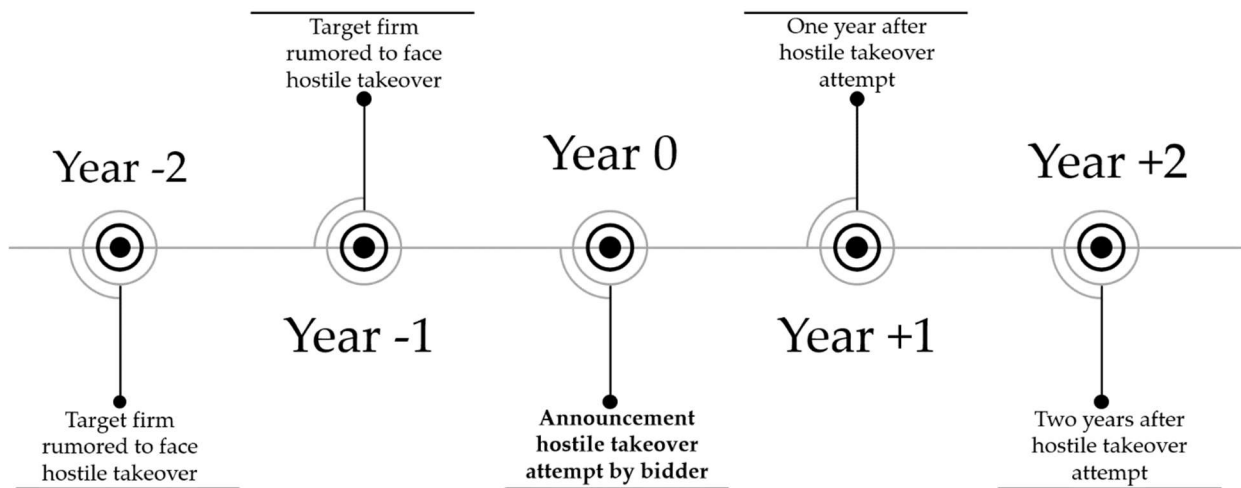 Target firm
rumored to face
hostile takeover
One year after
hostile takeover
attempt
Year -2
Year 0
Year +2
Year -1
Year +1
Target firm
rumored to face
hostile takeover
Announcement
hostile takeover
attempt by bidder
Two years after
hostile takeover
attempt